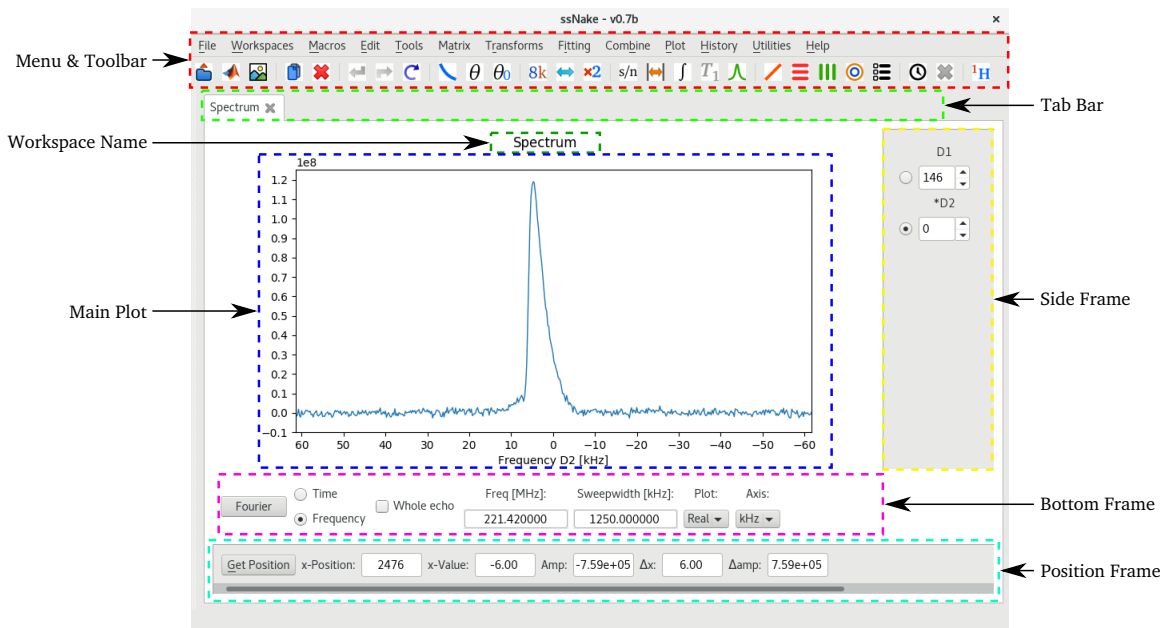 ssNake - v0.7b ×
File Workspaces Macros Edit Tools Matrix Transforms Fitting Combine Plot History Utilities Help
Menu & Toolbar
θ θ0 8k ×2 s/n ∫ T1 1H
Spectrum
Tab Bar
Workspace Name
Spectrum
1e8
D1
146
*D2
0
1.2
1.1
1.0
0.9
0.8
0.7
0.6
0.5
0.4
0.3
0.2
0.1
0.0
−0.1
Main Plot
Side Frame
60 50 40 30 20 10 0 −10 −20 −30 −40 −50 −60
Frequency D2 [kHz]
Fourier
Time
Frequency
Whole echo
Freq [MHz]: Sweepwidth [kHz]: Plot: Axis:
221.420000 1250.000000 Real kHz
Bottom Frame
Get Position x-Position: 2476 x-Value: -6.00 Amp: -7.59e+05 Δx: 6.00 Δamp: 7.59e+05
Position Frame